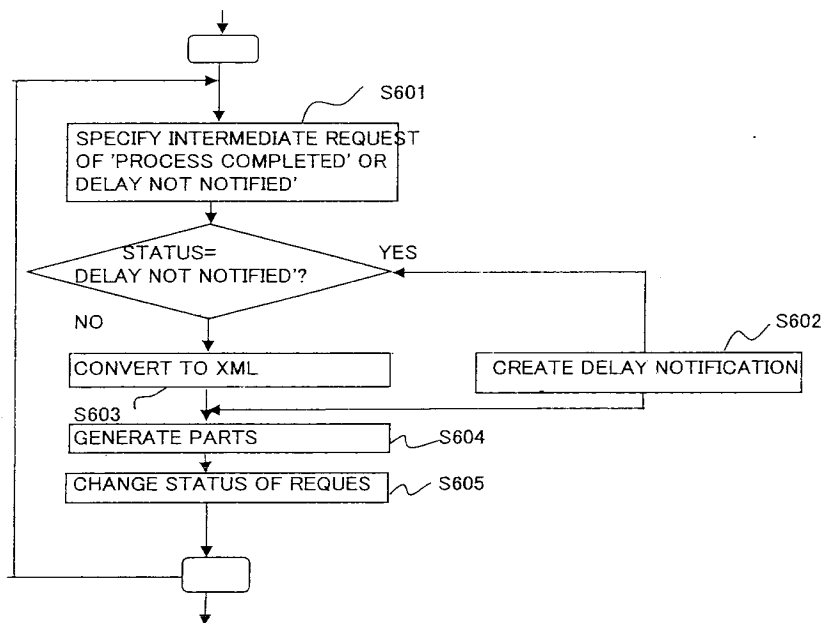 S601
SPECIFY INTERMEDIATE REQUEST
OF 'PROCESS COMPLETED' OR
DELAY NOT NOTIFIED'
STATUS=
DELAY NOT NOTIFIED'?
YES
NO
S602
CREATE DELAY NOTIFICATION
CONVERT TO XML
S603
GENERATE PARTS
S604
CHANGE STATUS OF REQUES
S605